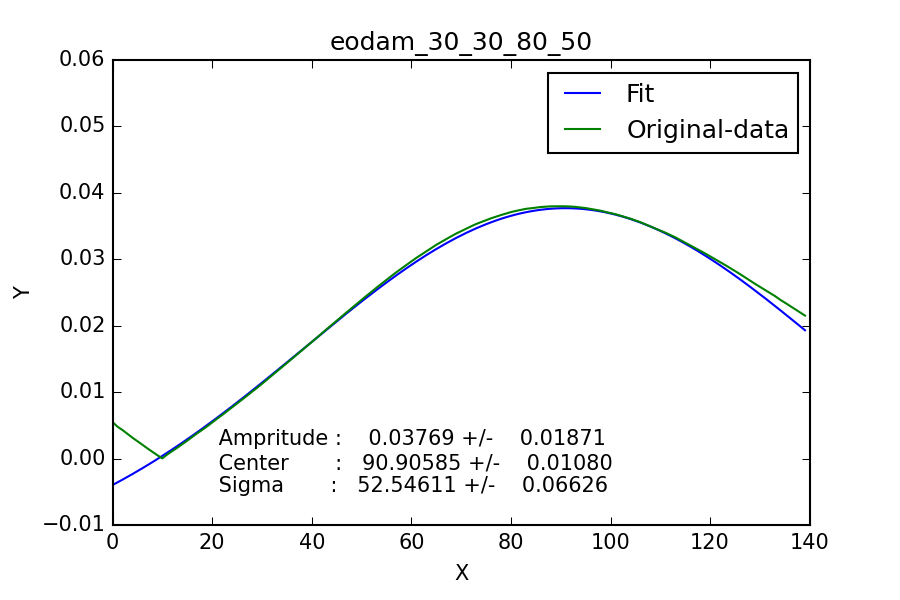 eodam_30_30_80_50
0.06
Fit
0.05
Original-data
0.04
0.03
Y
0.02
0.01
Ampritude : 0.03769 +/- 0.01871
0.00
Center : 90.90585 +/- 0.01080
Sigma : 52.54611 +/- 0.06626
−0.01
0 20 40 60 80 100 120 140
X